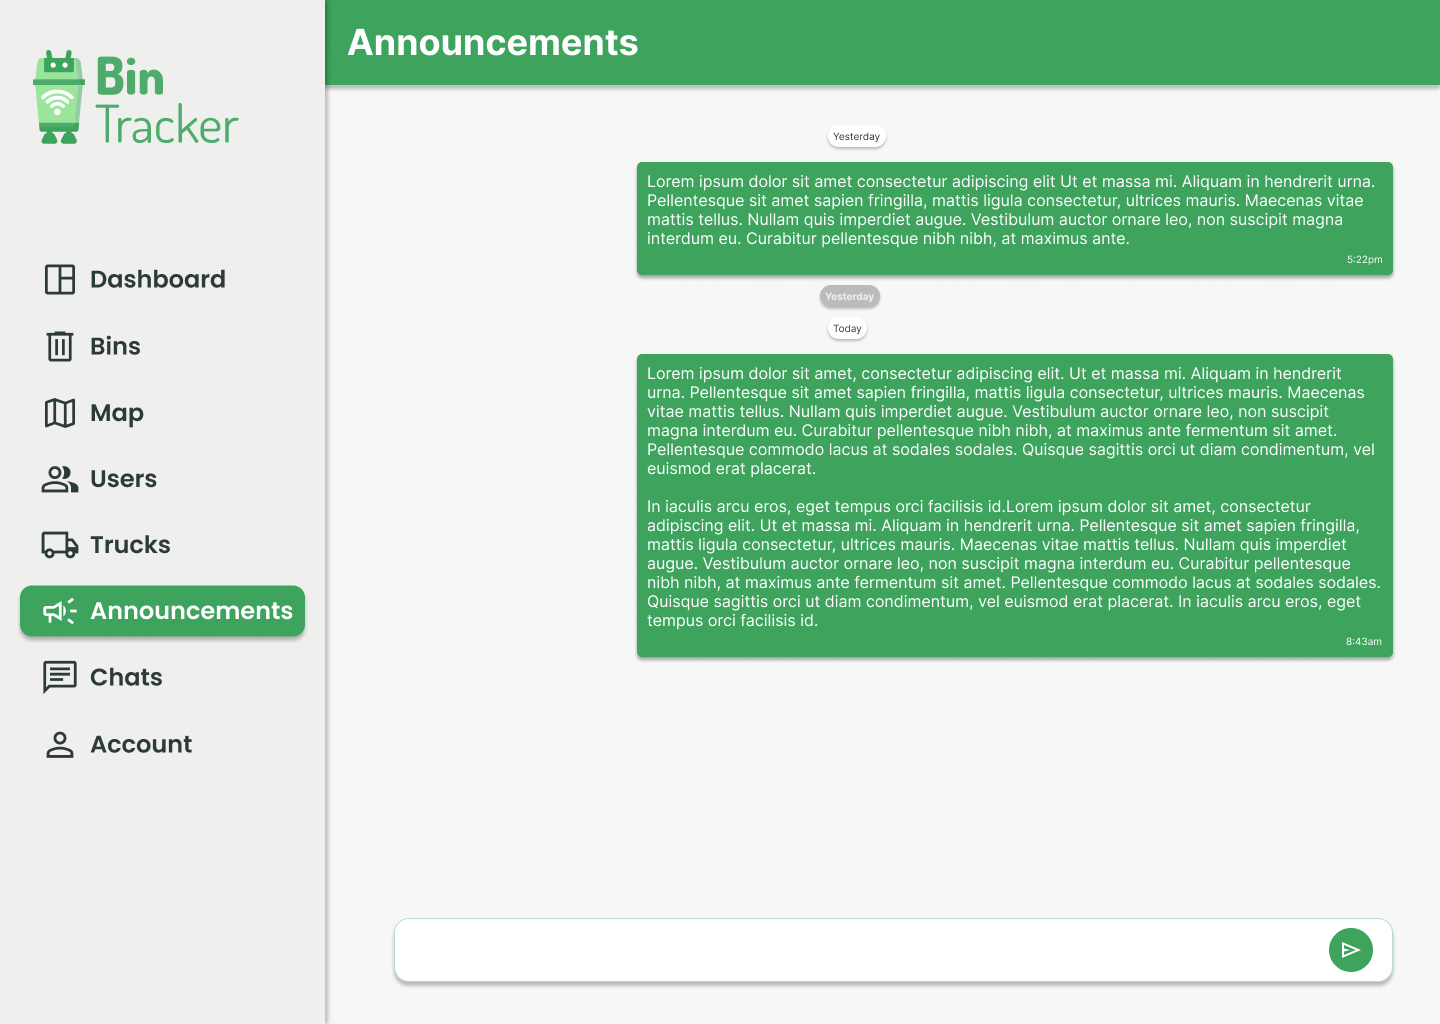 Bin
Tracker
Dashboard
Bins
Map
Users
Trucks
Announcements
Chats
Account
Announcements
Yesterday
Lorem ipsum dolor sit amet consectetur adipiscing elit Ut et massa mi. Aliquam in hendrerit urna.
Pellentesque sit amet sapien fringilla, mattis ligula consectetur, ultrices mauris. Maecenas vitae
mattis tellus. Nullam quis imperdiet augue. Vestibulum auctor ornare leo, non suscipit magna
interdum eu. Curabitur pellentesque nibh nibh, at maximus ante.
5:22pm
Yesterday
Today
Lorem ipsum dolor sit amet, consectetur adipiscing elit. Ut et massa mi. Aliquam in hendrerit
urna. Pellentesque sit amet sapien fringilla, mattis ligula consectetur, ultrices mauris. Maecenas
vitae mattis tellus. Nullam quis imperdiet augue. Vestibulum auctor ornare leo, non suscipit
magna interdum eu. Curabitur pellentesque nibh nibh, at maximus ante fermentum sit amet.
Pellentesque commodo lacus at sodales sodales. Quisque sagittis orci ut diam condimentum, vel
euismod erat placerat.
In iaculis arcu eros, eget tempus orci facilisis id.Lorem ipsum dolor sit amet, consectetur
adipiscing elit. Ut et massa mi. Aliquam in hendrerit urna. Pellentesque sit amet sapien fringilla,
mattis ligula consectetur, ultrices mauris. Maecenas vitae mattis tellus. Nullam quis imperdiet
augue. Vestibulum auctor ornare leo, non suscipit magna interdum eu. Curabitur pellentesque
nibh nibh, at maximus ante fermentum sit amet. Pellentesque commodo lacus at sodales sodales.
Quisque sagittis orci ut diam condimentum, vel euismod erat placerat. In iaculis arcu eros, eget
tempus orci facilisis id.
8:43am